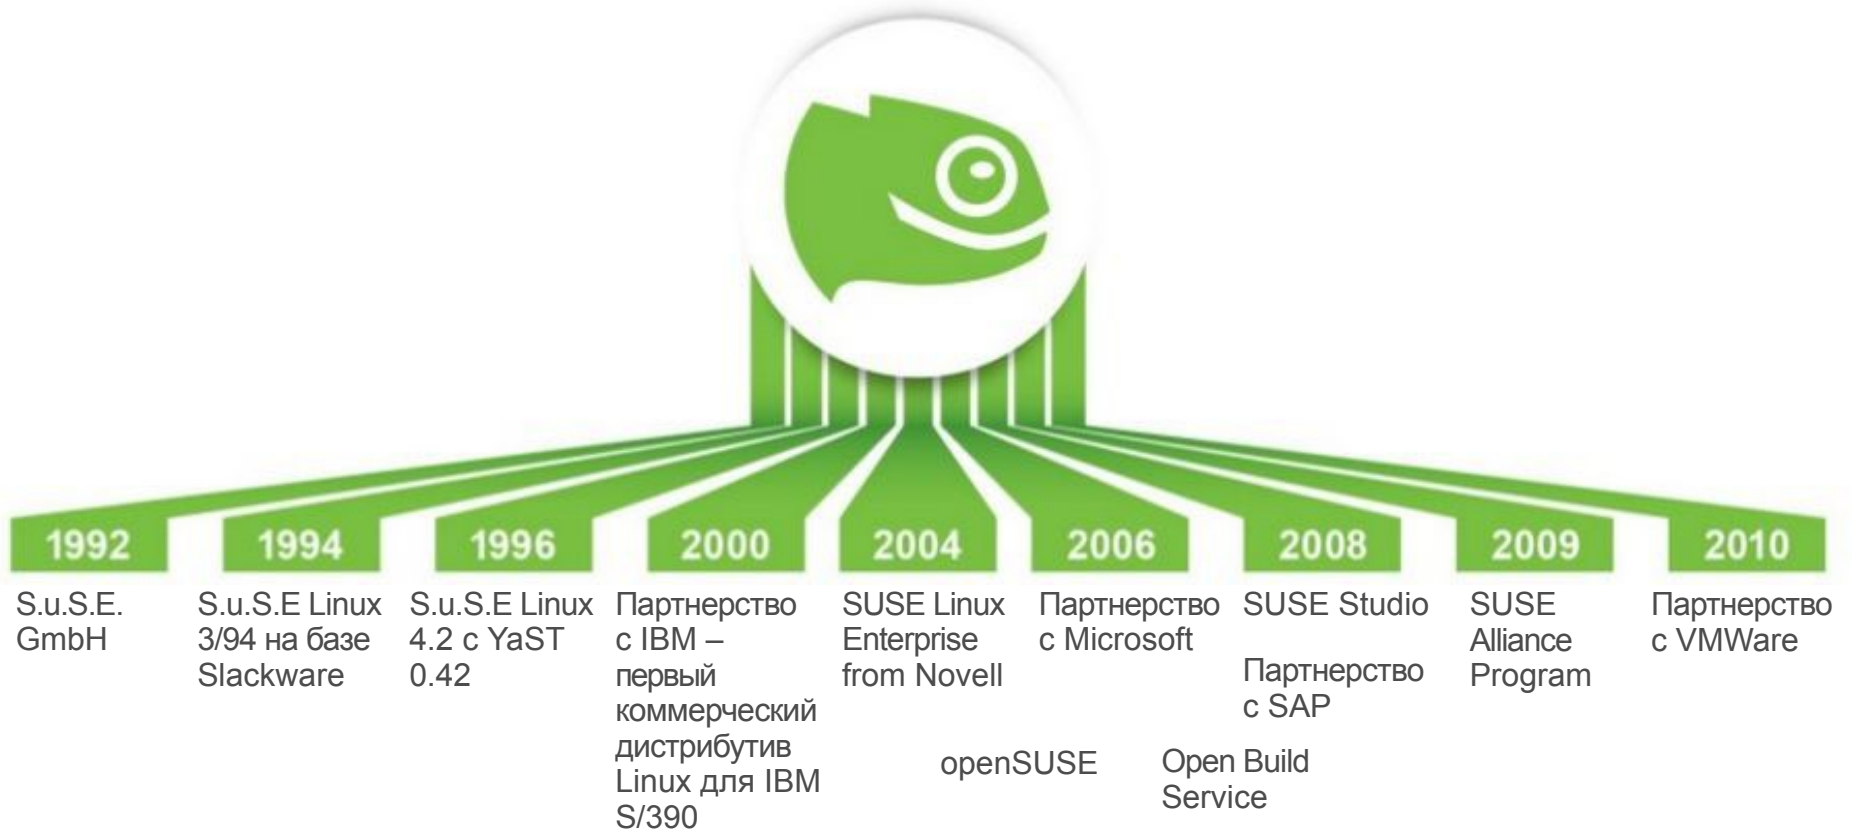 1992
S.u.S.E.
GmbH
1994
S.u.S.E Linux
3/94 на базе
Slackware
1996
S.u.S.E Linux
4.2 с YaST
0.42
2000
Партнерство
с IBM –
первый
коммерческий
дистрибутив
Linux для IBM
S/390
2004
SUSE Linux
Enterprise
from Novell
openSUSE
2006
Партнерство
с Microsoft
Open Build
Service
2008
SUSE Studio
Партнерство
с SAP
2009
SUSE
Alliance
Program
2010
Партнерство
с VMWare